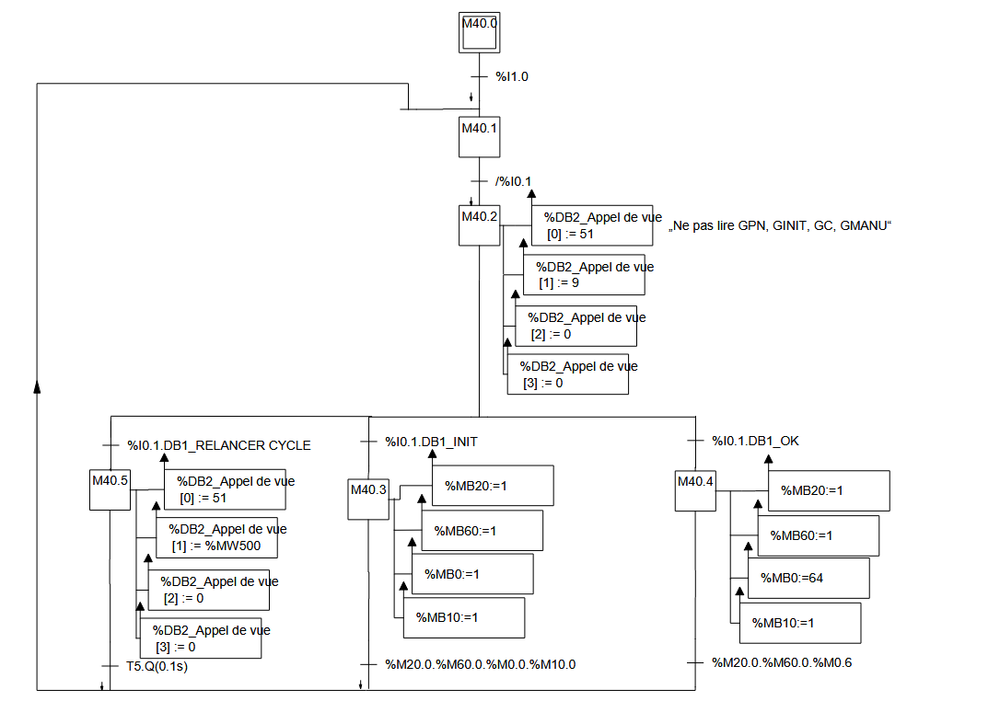 M40.0
%I1.0
M40.1
/%I0.1
M40.2
%DB2_Appel de vue
[0] := 51
„Ne pas lire GPN, GINIT, GC, GMANU“
%DB2_Appel de vue
[1] := 9
%DB2_Appel de vue
[2] := 0
%DB2_Appel de vue
[3] := 0
%I0.1.DB1_RELANCER CYCLE
M40.5
%DB2_Appel de vue
[0] := 51
%DB2_Appel de vue
[1] := %MW500
%DB2_Appel de vue
[2] := 0
%DB2_Appel de vue
[3] := 0
T5.Q(0.1s)
%I0.1.DB1_INIT
M40.3
%MB20:=1
%MB60:=1
%MB0:=1
%MB10:=1
%M20.0.%M60.0.%M0.0.%M10.0
%I0.1.DB1_OK
M40.4
%MB20:=1
%MB60:=1
%MB0:=64
%MB10:=1
%M20.0.%M60.0.%M0.6